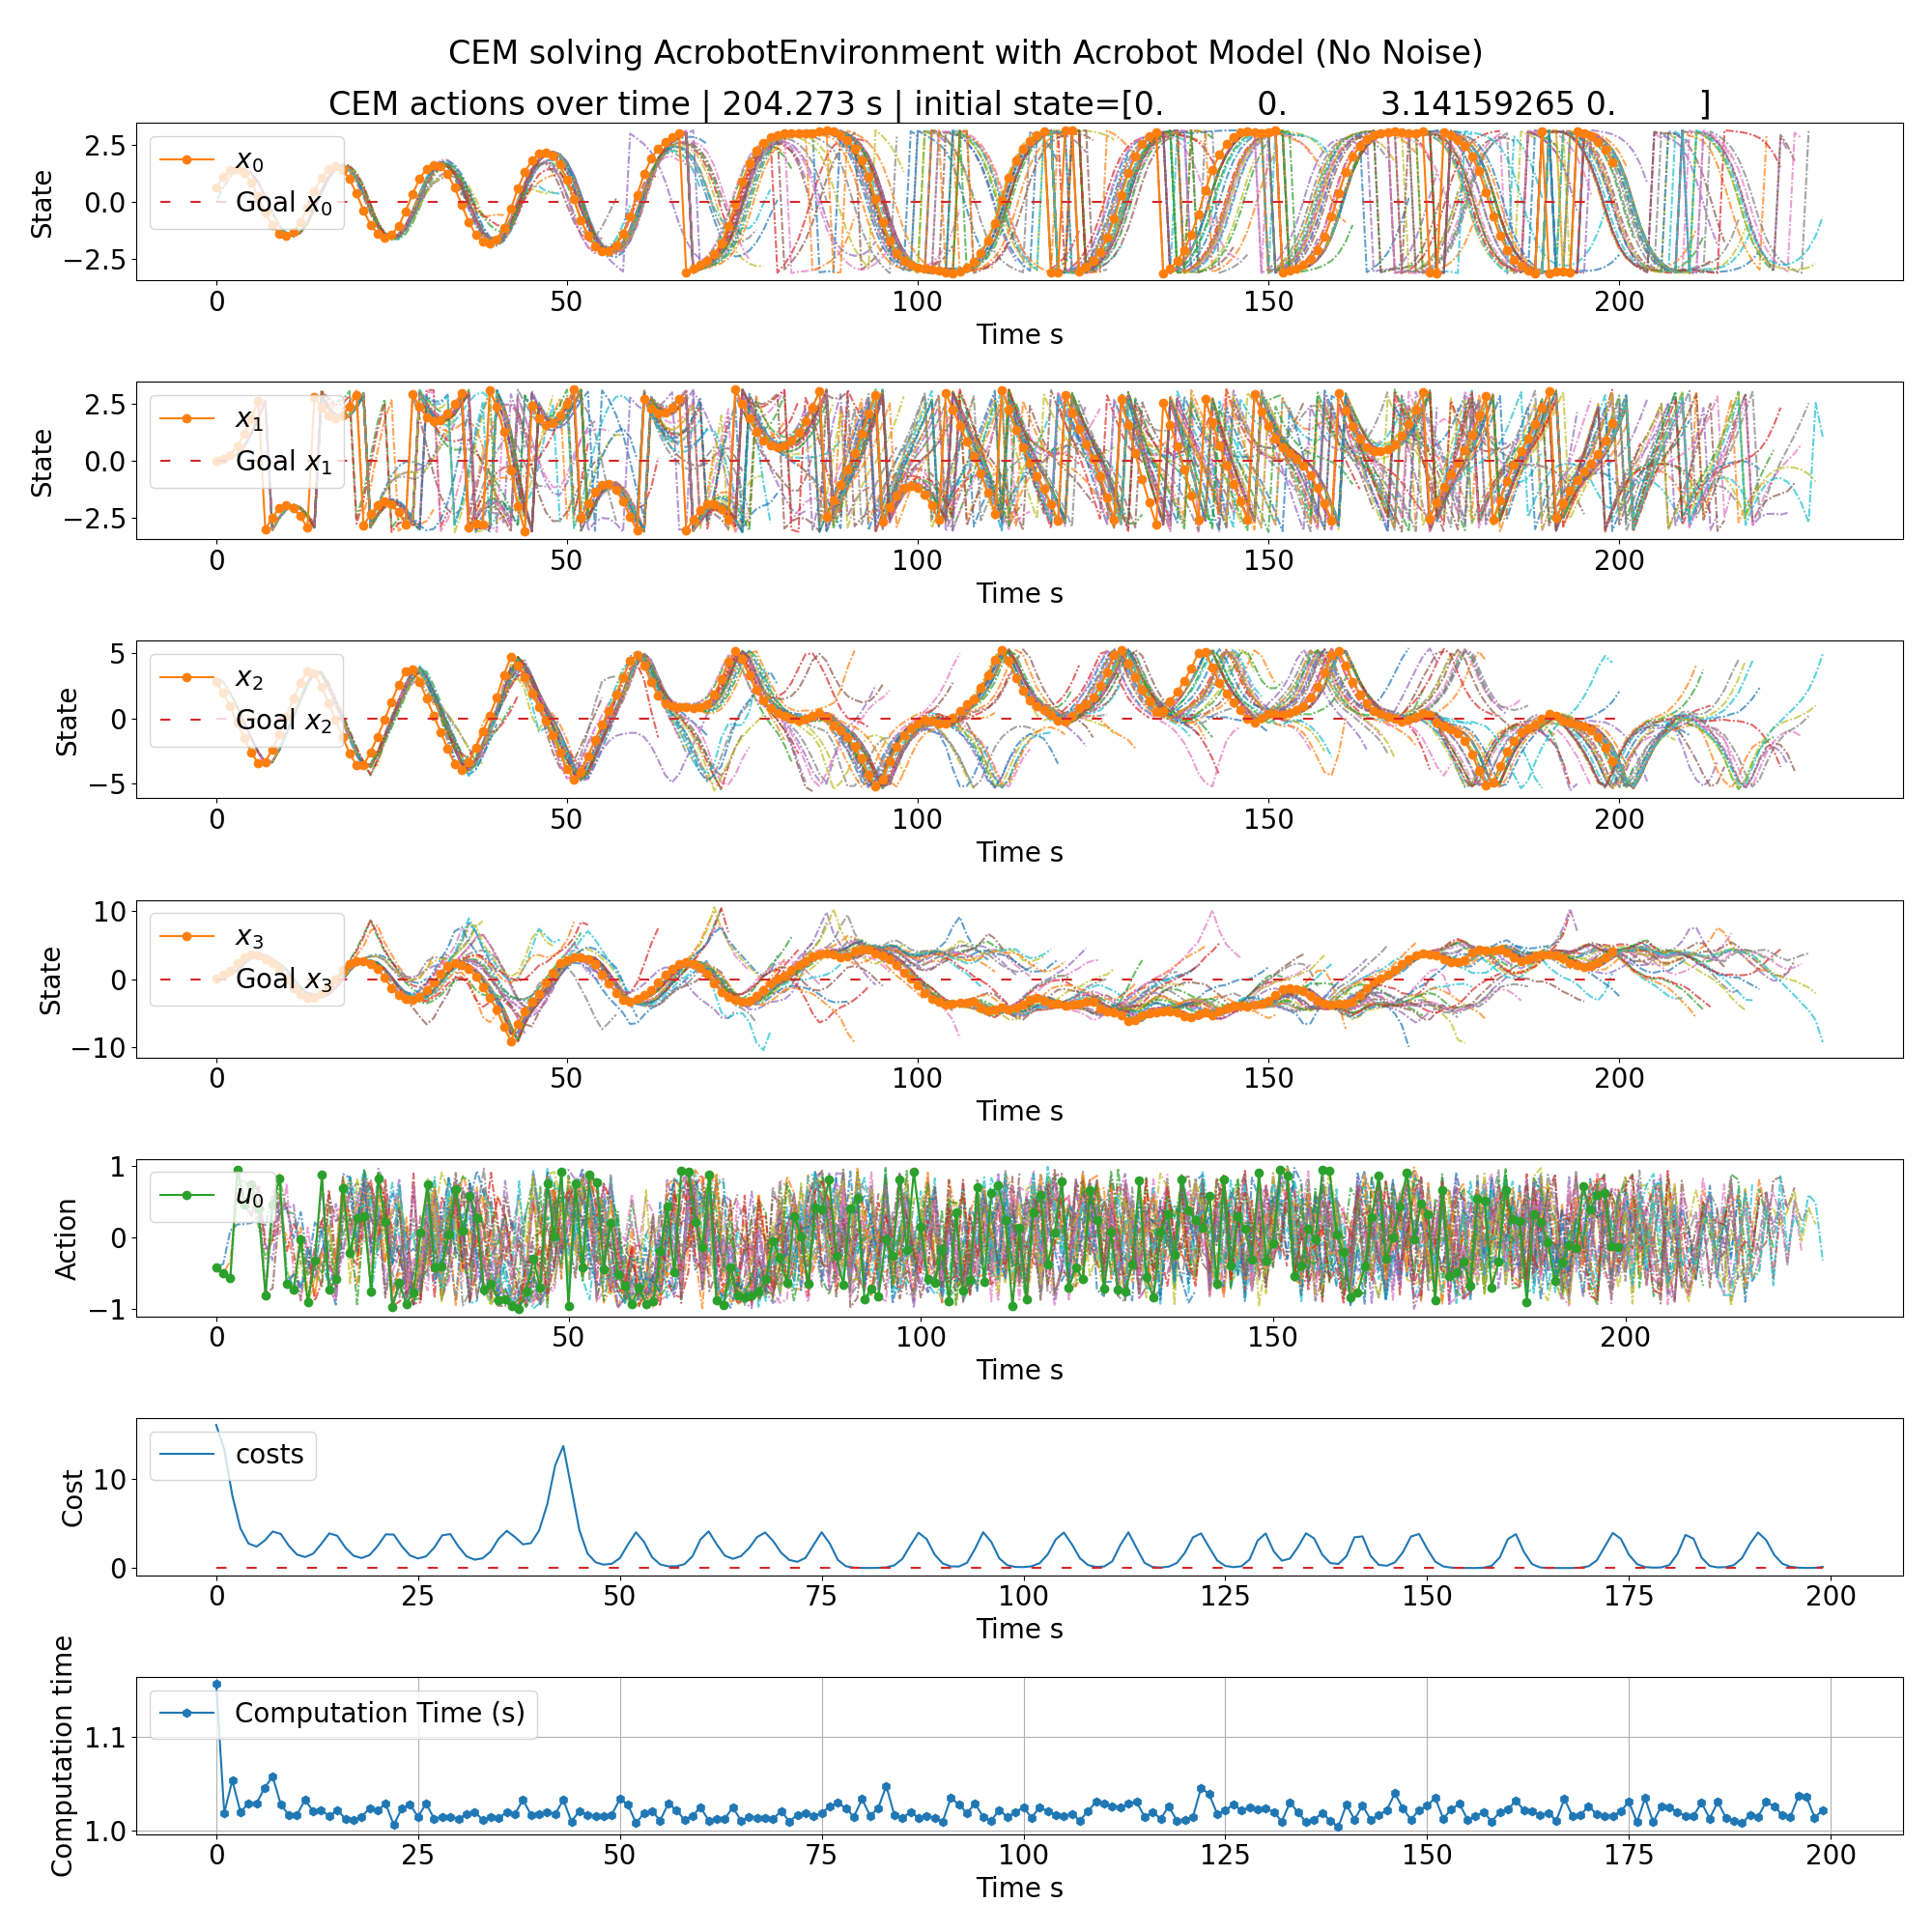 CEM solving AcrobotEnvironment with Acrobot Model (No Noise)
CEM actions over time | 204.273 s | initial state=[0. 0. 3.14159265 0. ]
State
2.5
0.0
−2.5
x0
Goal x0
0 50 100 150 200
Time s
State
2.5
0.0
−2.5
x1
Goal x1
0 50 100 150 200
Time s
State
5
0
−5
x2
Goal x2
0 50 100 150 200
Time s
State
10
0
−10
x3
Goal x3
0 50 100 150 200
Time s
Action
1
0
−1
u0
0 50 100 150 200
Time s
Cost
10
0
costs
0 25 50 75 100 125 150 175 200
Time s
Computation time
1.1
1.0
Computation Time (s)
0 25 50 75 100 125 150 175 200
Time s